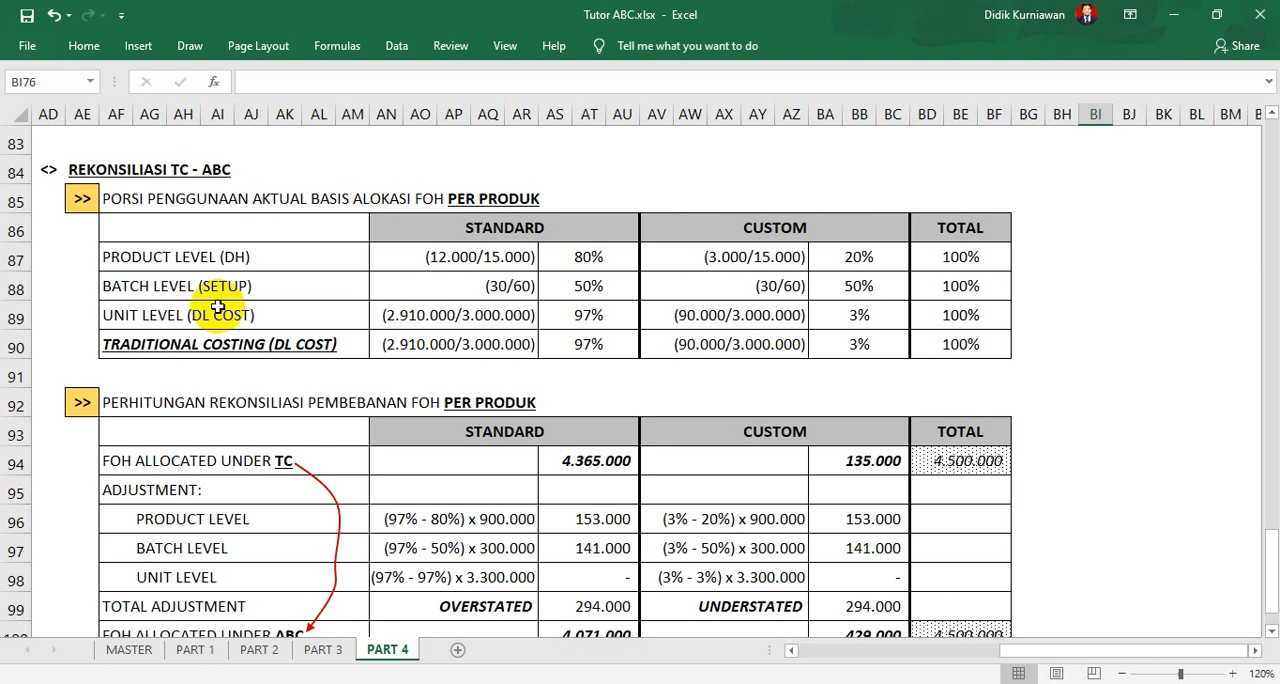 Tutor ABC.xlsx - Excel
Didik Kurniawan
File Home Insert Draw Page Layout Formulas Data Review View Help Tell me what you want to do Share
BI76 fx
AD AE AF AG AH AI AJ AK AL AM AN AO AP AQ AR AS AT AU AV AW AX AY AZ BA BB BC BD BE BF BG BH BI BJ BK BL BM
83
84 <> REKONSILIASI TC - ABC
85 >> PORSI PENGGUNAAN AKTUAL BASIS ALOKASI FOH PER PRODUK
86 STANDARD CUSTOM TOTAL
87 PRODUCT LEVEL (DH) (12.000/15.000) 80% (3.000/15.000) 20% 100%
88 BATCH LEVEL (SETUP) (30/60) 50% (30/60) 50% 100%
89 UNIT LEVEL (DL COST) (2.910.000/3.000.000) 97% (90.000/3.000.000) 3% 100%
90 TRADITIONAL COSTING (DL COST) (2.910.000/3.000.000) 97% (90.000/3.000.000) 3% 100%
91
92 >> PERHITUNGAN REKONSILIASI PEMBEBANAN FOH PER PRODUK
93 STANDARD CUSTOM TOTAL
94 FOH ALLOCATED UNDER TC 4.365.000 135.000 4.500.000
95 ADJUSTMENT:
96 PRODUCT LEVEL (97% - 80%) x 900.000 153.000 (3% - 20%) x 900.000 153.000
97 BATCH LEVEL (97% - 50%) x 300.000 141.000 (3% - 50%) x 300.000 141.000
98 UNIT LEVEL (97% - 97%) x 3.300.000 - (3% - 3%) x 3.300.000 -
99 TOTAL ADJUSTMENT OVERSTATED 294.000 UNDERSTATED 294.000
FOH ALLOCATED UNDER ABC 4.071.000 429.000 4.500.000
MASTER PART 1 PART 2 PART 3 PART 4
120%